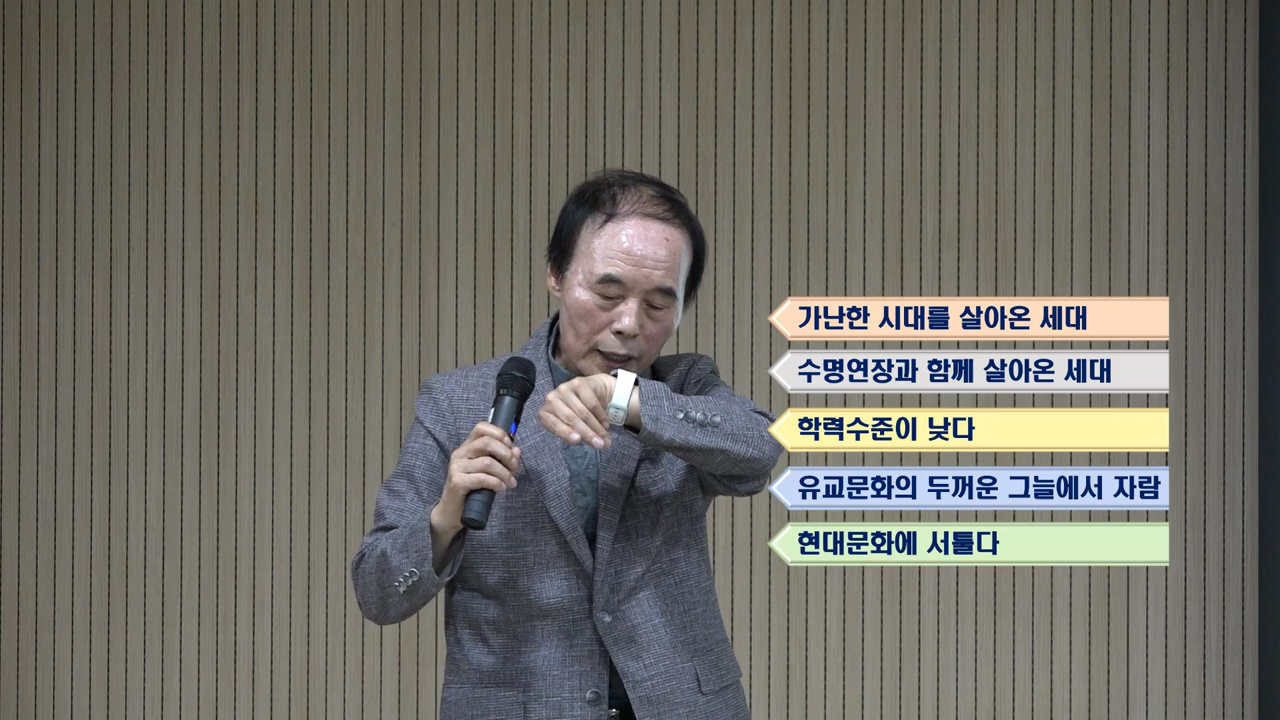 가난한 시대를 살아온 세대
수명연장과 함께 살아온 세대
학력수준이 낮다
유교문화의 두꺼운 그늘에서 자람
현대문화에 서툴다